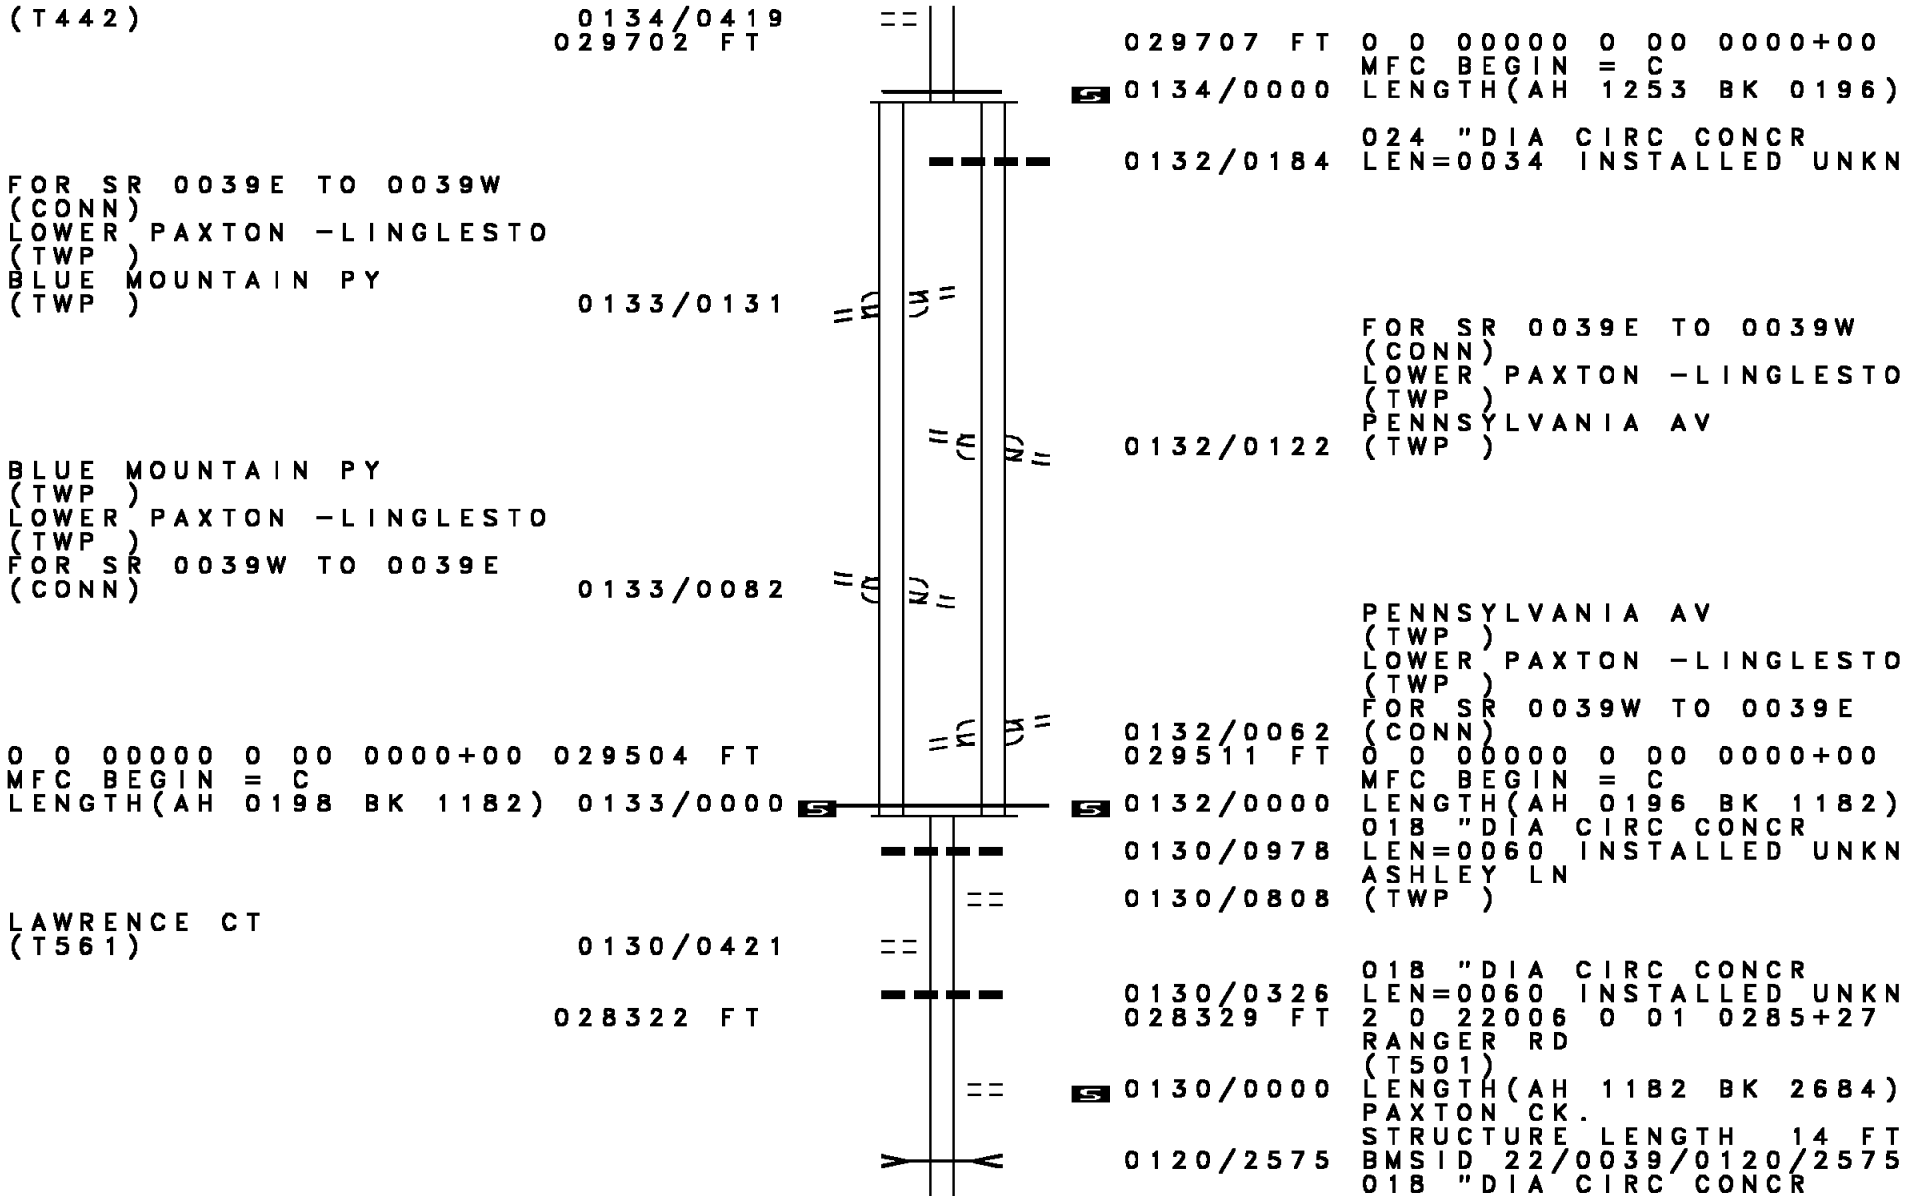 (T442) 0134/0419
029702 FT
029707 FT 0 0 00000 0 00 0000+00
MFC BEGIN = C
S 0134/0000 LENGTH(AH 1253 BK 0196)
024 "DIA CIRC CONCR
0132/0184 LEN=0034 INSTALLED UNKN
FOR SR 0039E TO 0039W
(CONN)
LOWER PAXTON -LINGLESTO
(TWP )
BLUE MOUNTAIN PY
(TWP ) 0133/0131
FOR SR 0039E TO 0039W
(CONN)
LOWER PAXTON -LINGLESTO
(TWP )
PENNSYLVANIA AV
0132/0122 (TWP )
BLUE MOUNTAIN PY
(TWP )
LOWER PAXTON -LINGLESTO
(TWP )
FOR SR 0039W TO 0039E
(CONN) 0133/0082
PENNSYLVANIA AV
(TWP )
LOWER PAXTON -LINGLESTO
(TWP )
FOR SR 0039W TO 0039E
0132/0062 (CONN)
0 0 00000 0 00 0000+00 029504 FT
MFC BEGIN = C
LENGTH(AH 0198 BK 1182) 0133/0000 S
029511 FT 0 0 00000 0 00 0000+00
MFC BEGIN = C
S 0132/0000 LENGTH(AH 0196 BK 1182)
018 "DIA CIRC CONCR
0130/0978 LEN=0060 INSTALLED UNKN
ASHLEY LN
0130/0808 (TWP )
LAWRENCE CT
(T561) 0130/0421
018 "DIA CIRC CONCR
0130/0326 LEN=0060 INSTALLED UNKN
028322 FT
028329 FT 2 0 22006 0 01 0285+27
RANGER RD
(T501)
S 0130/0000 LENGTH(AH 1182 BK 2684)
PAXTON CK.
STRUCTURE LENGTH 14 FT
0120/2575 BMSID 22/0039/0120/2575
018 "DIA CIRC CONCR